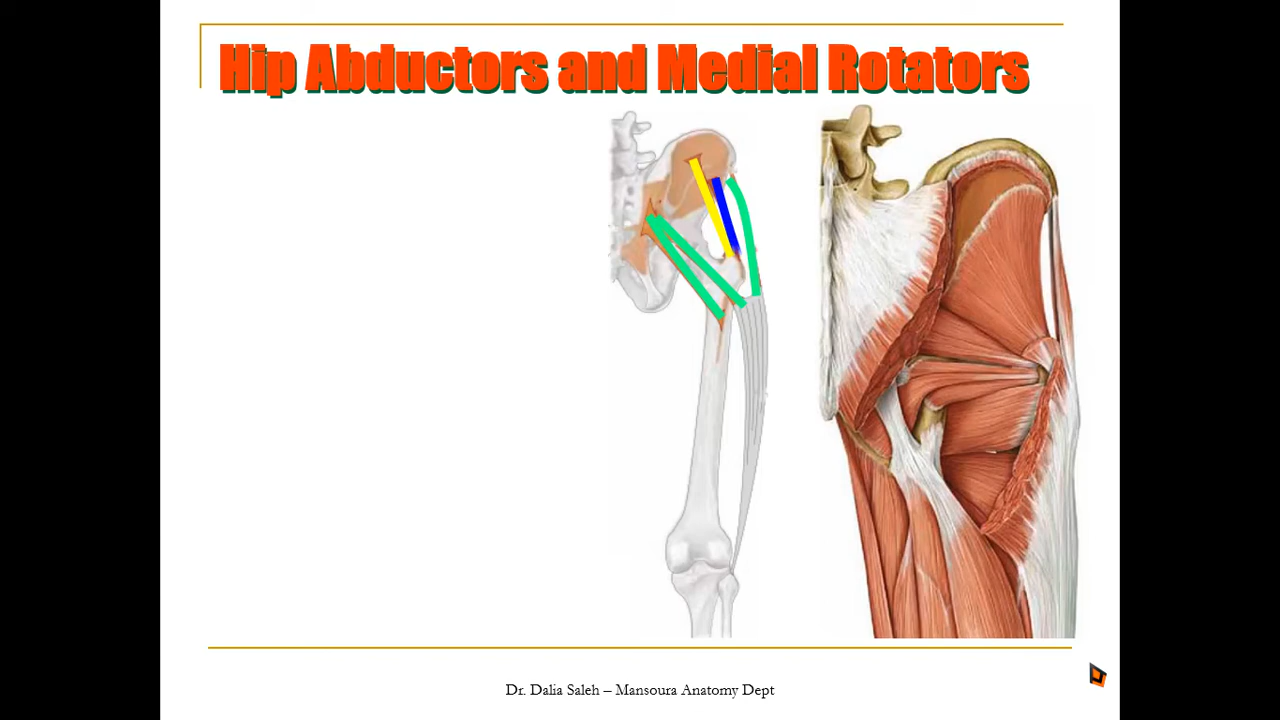 Hip Abductors and Medial Rotators
Dr. Dalia Saleh – Mansoura Anatomy Dept